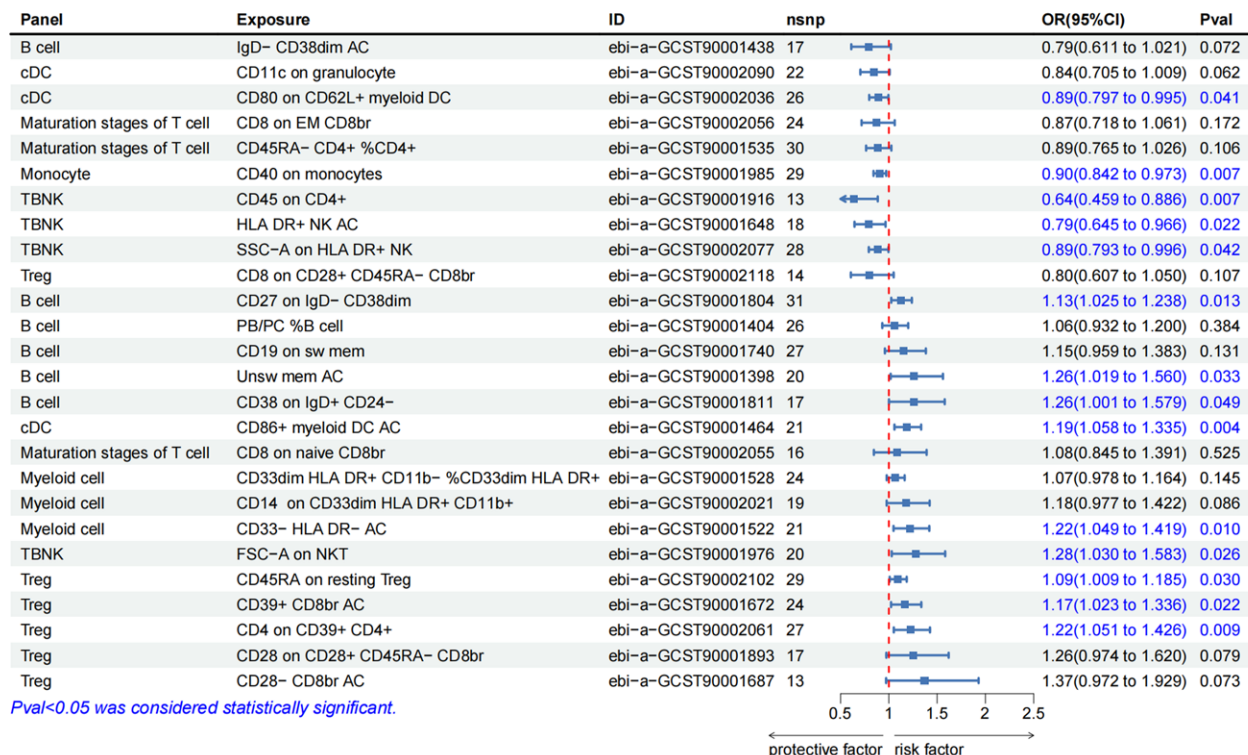 Panel Exposure ID nsnp OR(95%CI) Pval
B cell IgD− CD38dim AC ebi−a−GCST90001438 17 0.79(0.611 to 1.021) 0.072
cDC CD11c on granulocyte ebi−a−GCST90002090 22 0.84(0.705 to 1.009) 0.062
cDC CD80 on CD62L+ myeloid DC ebi−a−GCST90002036 26 0.89(0.797 to 0.995) 0.041
Maturation stages of T cell CD8 on EM CD8br ebi−a−GCST90002056 24 0.87(0.718 to 1.061) 0.172
Maturation stages of T cell CD45RA− CD4+ %CD4+ ebi−a−GCST90001535 30 0.89(0.765 to 1.026) 0.106
Monocyte CD40 on monocytes ebi−a−GCST90001985 29 0.90(0.842 to 0.973) 0.007
TBNK CD45 on CD4+ ebi−a−GCST90001916 13 0.64(0.459 to 0.886) 0.007
TBNK HLA DR+ NK AC ebi−a−GCST90001648 18 0.79(0.645 to 0.966) 0.022
TBNK SSC−A on HLA DR+ NK ebi−a−GCST90002077 28 0.89(0.793 to 0.996) 0.042
Treg CD8 on CD28+ CD45RA− CD8br ebi−a−GCST90002118 14 0.80(0.607 to 1.050) 0.107
B cell CD27 on IgD− CD38dim ebi−a−GCST90001804 31 1.13(1.025 to 1.238) 0.013
B cell PB/PC %B cell ebi−a−GCST90001404 26 1.06(0.932 to 1.200) 0.384
B cell CD19 on sw mem ebi−a−GCST90001740 27 1.15(0.959 to 1.383) 0.131
B cell Unsw mem AC ebi−a−GCST90001398 20 1.26(1.019 to 1.560) 0.033
B cell CD38 on IgD+ CD24− ebi−a−GCST90001811 17 1.26(1.001 to 1.579) 0.049
cDC CD86+ myeloid DC AC ebi−a−GCST90001464 21 1.19(1.058 to 1.335) 0.004
Maturation stages of T cell CD8 on naive CD8br ebi−a−GCST90002055 16 1.08(0.845 to 1.391) 0.525
Myeloid cell CD33dim HLA DR+ CD11b− %CD33dim HLA DR+ ebi−a−GCST90001528 24 1.07(0.978 to 1.164) 0.145
Myeloid cell CD14 on CD33dim HLA DR+ CD11b+ ebi−a−GCST90002021 19 1.18(0.977 to 1.422) 0.086
Myeloid cell CD33− HLA DR− AC ebi−a−GCST90001522 21 1.22(1.049 to 1.419) 0.010
TBNK FSC−A on NKT ebi−a−GCST90001976 20 1.28(1.030 to 1.583) 0.026
Treg CD45RA on resting Treg ebi−a−GCST90002102 29 1.09(1.009 to 1.185) 0.030
Treg CD39+ CD8br AC ebi−a−GCST90001672 24 1.17(1.023 to 1.336) 0.022
Treg CD4 on CD39+ CD4+ ebi−a−GCST90002061 27 1.22(1.051 to 1.426) 0.009
Treg CD28 on CD28+ CD45RA− CD8br ebi−a−GCST90001893 17 1.26(0.974 to 1.620) 0.079
Treg CD28− CD8br AC ebi−a−GCST90001687 13 1.37(0.972 to 1.929) 0.073
Pval<0.05 was considered statistically significant.
0.5 1 1.5 2 2.5
protective factor risk factor